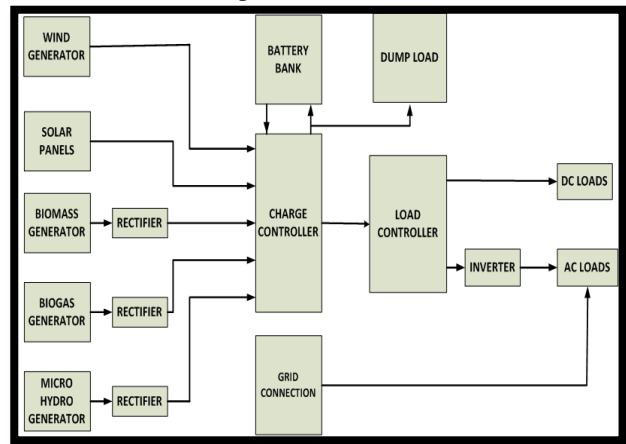 WIND
GENERATOR
BATTERY
BANK
DUMP LOAD
SOLAR
PANELS
CHARGE
CONTROLLER
LOAD
CONTROLLER
DC LOADS
BIOMASS
GENERATOR
RECTIFIER
INVERTER
AC LOADS
BIOGAS
GENERATOR
RECTIFIER
GRID
CONNECTION
MICRO
HYDRO
GENERATOR
RECTIFIER